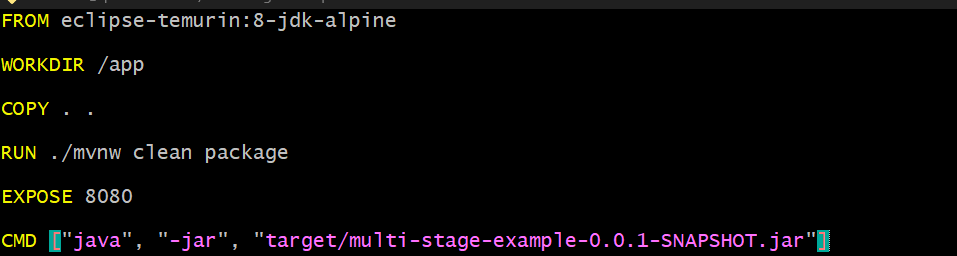 FROM eclipse-temurin:8-jdk-alpine
WORKDIR /app
COPY . .
RUN ./mvnw clean package
EXPOSE 8080
CMD ["java", "-jar", "target/multi-stage-example-0.0.1-SNAPSHOT.jar"]